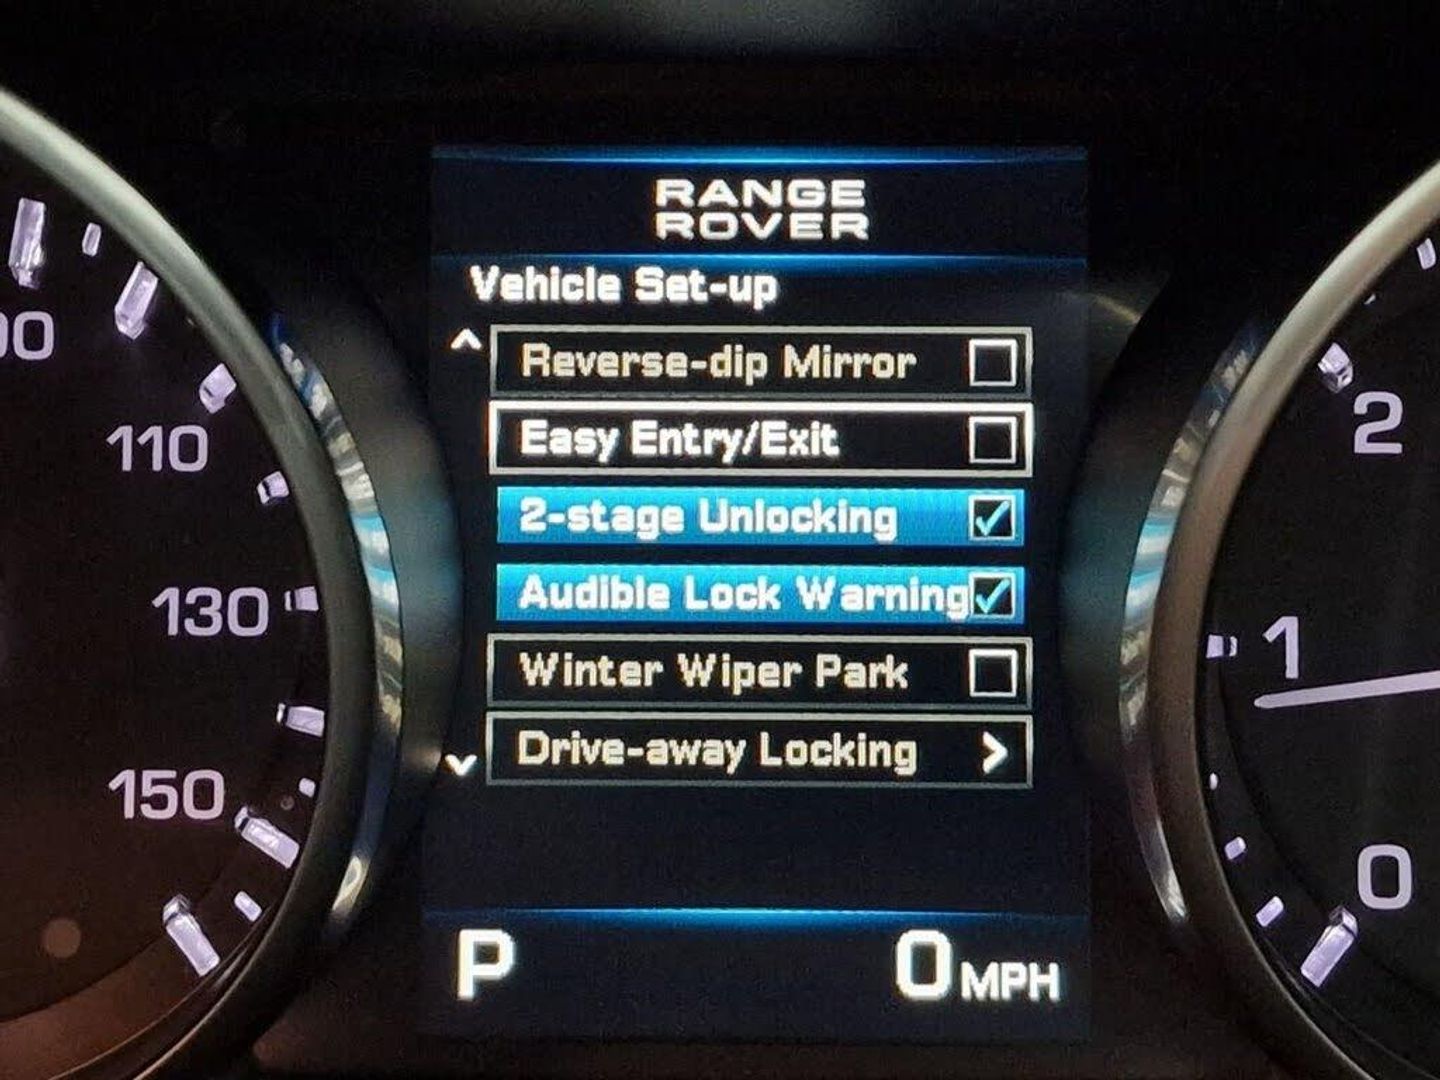 RANGE
ROVER
Vehicle Set-up
Reverse-dip Mirror
Easy Entry/Exit
2-stage Unlocking
Audible Lock Warning
Winter Wiper Park
Drive-away Locking
P
0 MPH
110
130
150
2
1
0